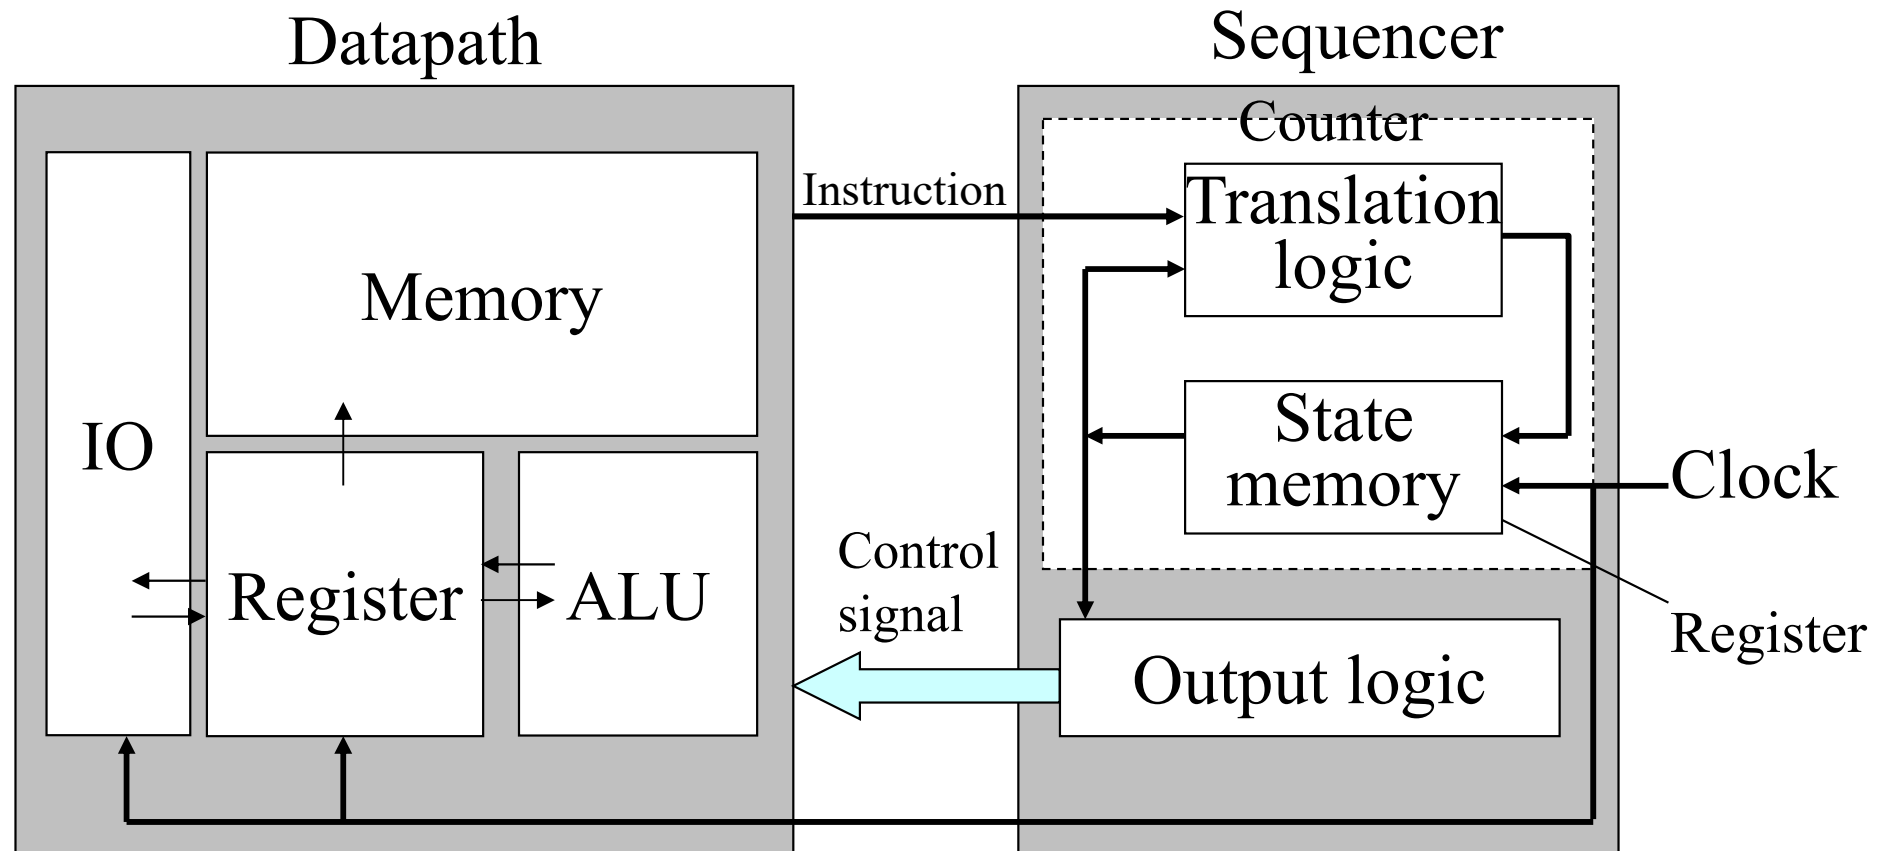 Datapath
Sequencer
Counter
Instruction
Translation
logic
Memory
IO
State
memory
Clock
Control
signal
Register
ALU
Register
Output logic